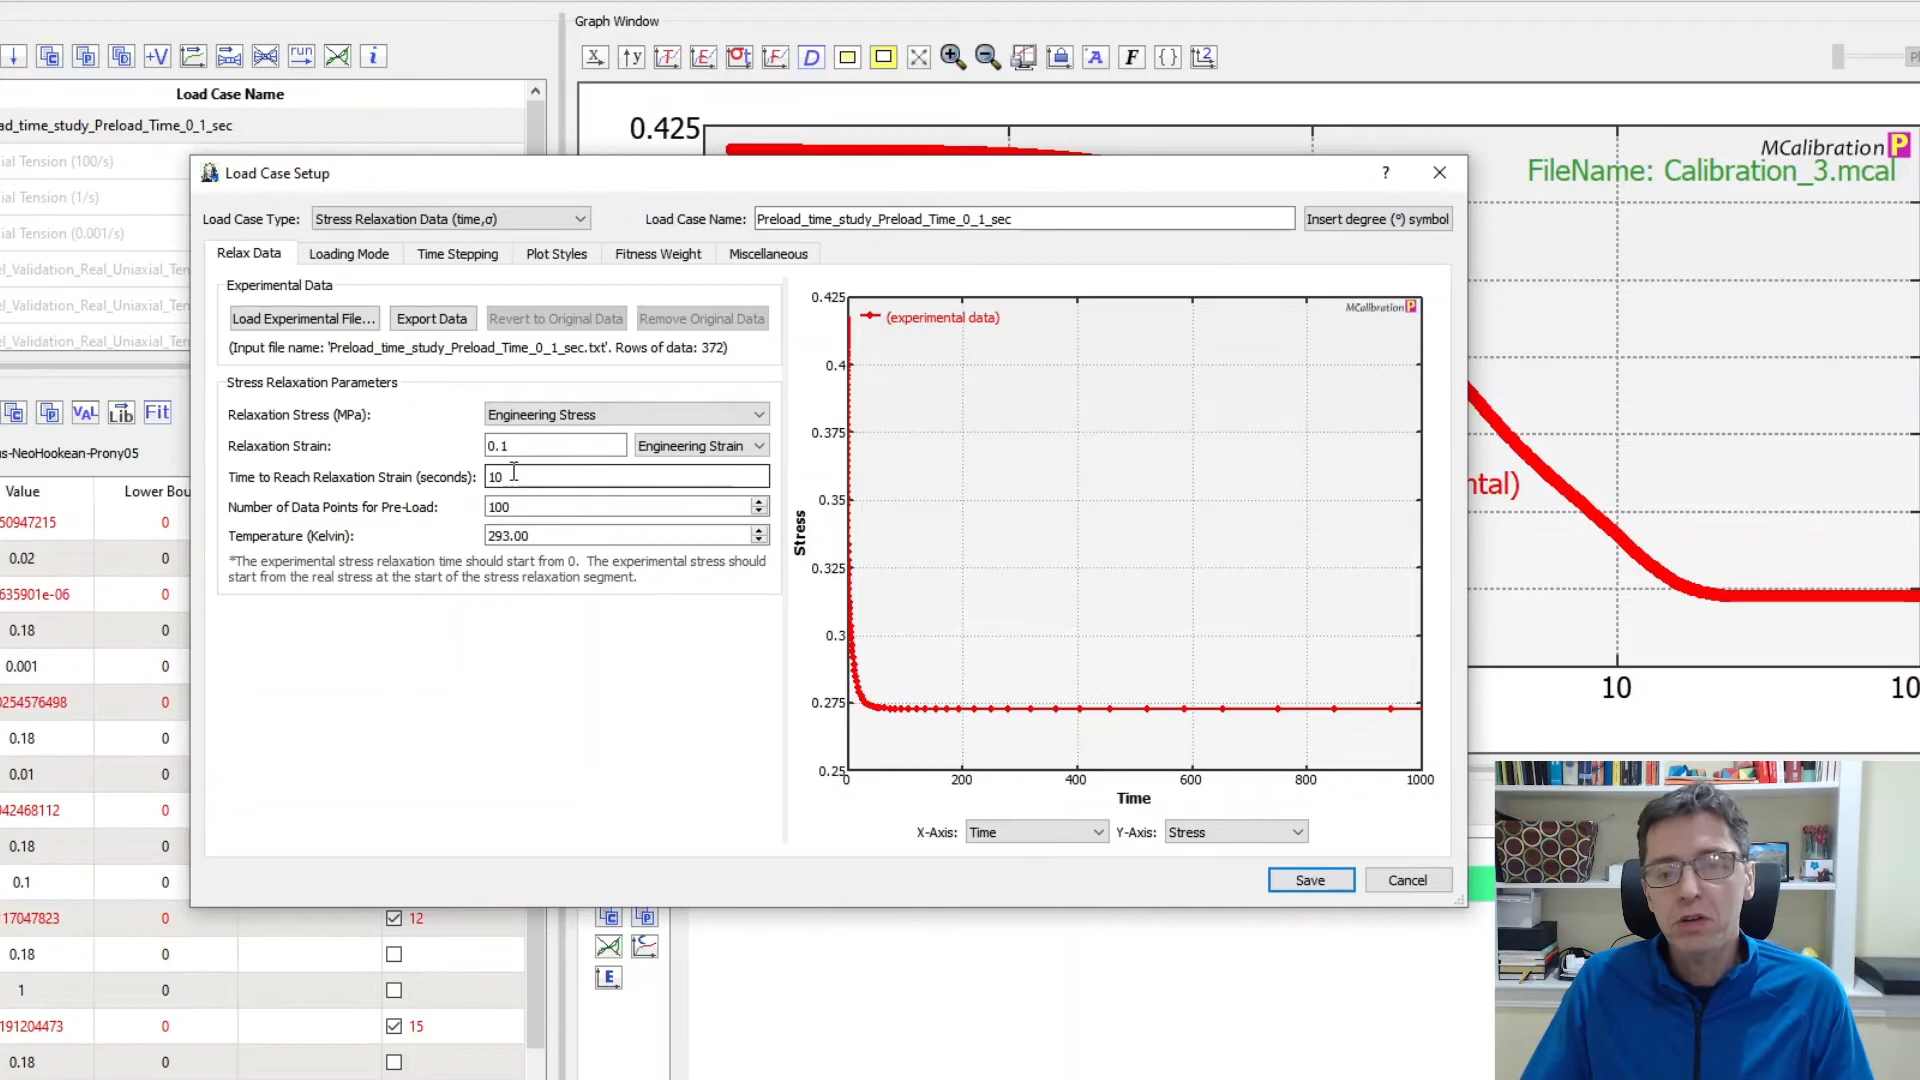 Graph Window
+V
run
i
x
y
T
E
σt
F
D
A
F
{ }
L2
Load Case Name
ad_time_study_Preload_Time_0_1_sec
ial Tension (100/s)
ial Tension (1/s)
ial Tension (0.001/s)
el_Validation_Real_Uniaxial_Ten
el_Validation_Real_Uniaxial_Ten
el_Validation_Real_Uniaxial_Ten
0.425
MCalibration P
FileName: Calibration_3.mcal
ntal)
10
10
Load Case Setup
?
Load Case Type:
Stress Relaxation Data (time,σ)
Load Case Name:
Preload_time_study_Preload_Time_0_1_sec
Insert degree (°) symbol
Relax Data
Loading Mode
Time Stepping
Plot Styles
Fitness Weight
Miscellaneous
Experimental Data
Load Experimental File...
Export Data
Revert to Original Data
Remove Original Data
(Input file name: 'Preload_time_study_Preload_Time_0_1_sec.txt'. Rows of data: 372)
Stress Relaxation Parameters
Relaxation Stress (MPa):
Engineering Stress
Relaxation Strain:
0.1
Engineering Strain
Time to Reach Relaxation Strain (seconds):
10
Number of Data Points for Pre-Load:
100
Temperature (Kelvin):
293.00
*The experimental stress relaxation time should start from 0. The experimental stress should
start from the real stress at the start of the stress relaxation segment.
MCalibration P
(experimental data)
0.425
0.4
0.375
0.35
0.325
0.3
0.275
0.25
Stress
0
200
400
600
800
1000
Time
X-Axis:
Time
Y-Axis:
Stress
Save
Cancel
C
P
VAL
Lib
Fit
us-NeoHookean-Prony05
Value
Lower Bou
50947215
0
0.02
0
635901e-06
0
0.18
0
0.001
0
0254576498
0
0.18
0
0.01
0
042468112
0
0.18
0
0.1
0
17047823
0
12
0.18
0
1
0
191204473
0
15
0.18
0
C
P
C
E